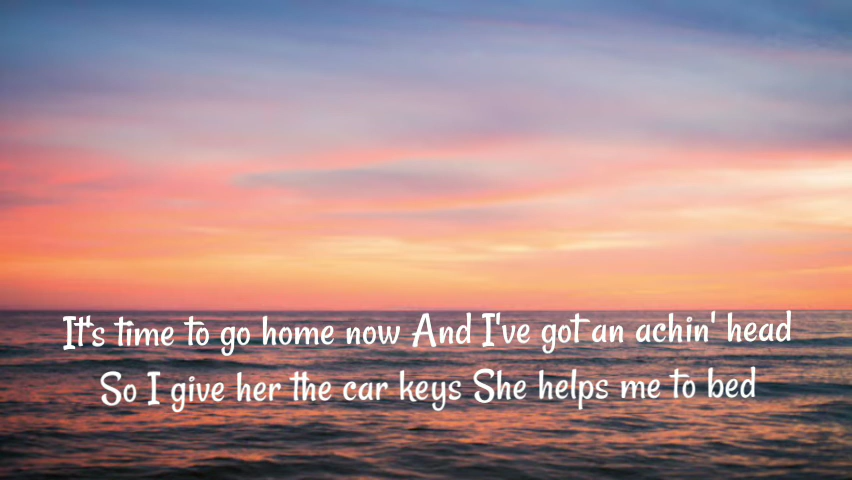 It's time to go home now And I've got an achin' head
So I give her the car keys She helps me to bed